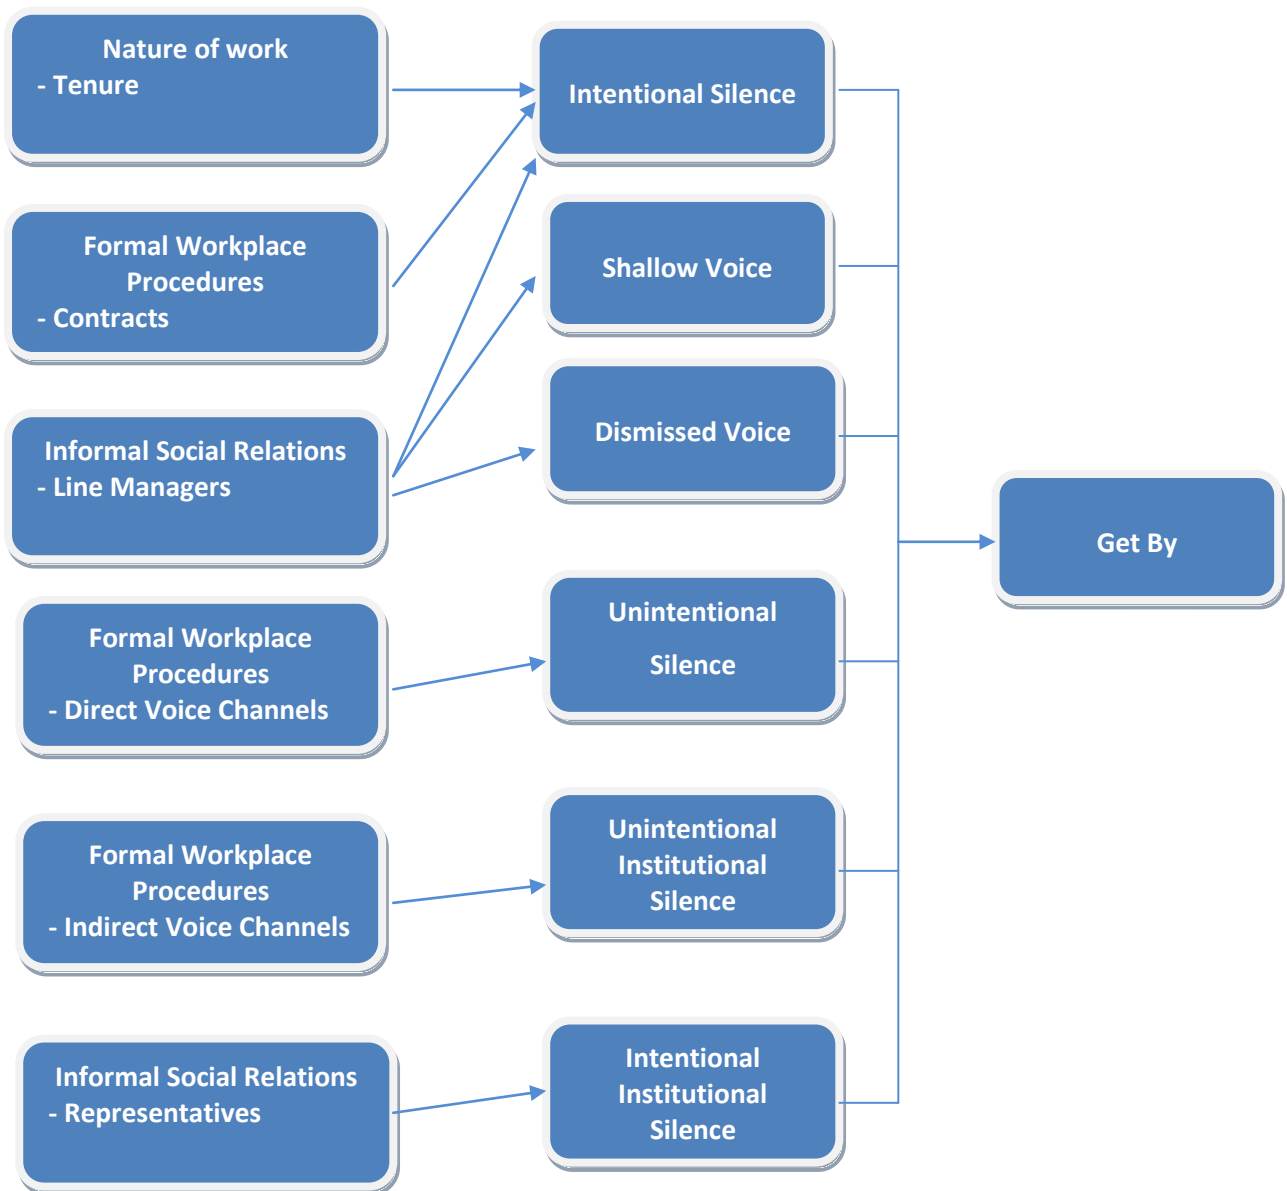 Nature of work
- Tenure
Intentional Silence
Formal Workplace
Procedures
- Contracts
Shallow Voice
Informal Social Relations
- Line Managers
Dismissed Voice
Get By
Formal Workplace
Procedures
- Direct Voice Channels
Unintentional
Silence
Formal Workplace
Procedures
- Indirect Voice Channels
Unintentional
Institutional
Silence
Informal Social Relations
- Representatives
Intentional
Institutional
Silence